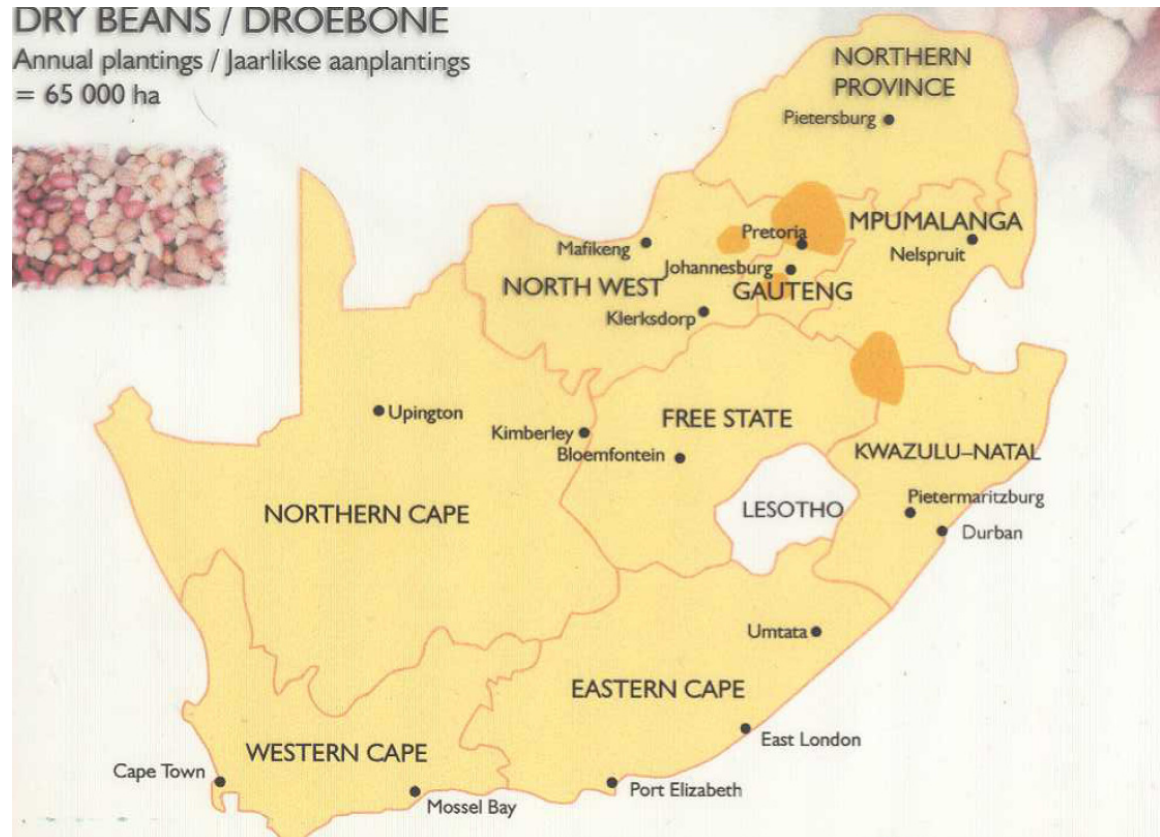 DRY BEANS / DROEBONE
Annual plantings / Jaarlikse aanplantings
= 65 000 ha
NORTHERN
PROVINCE
Pietersburg
MPUMALANGA
Pretoria
Mafikeng
Nelspruit
Johannesburg
NORTH WEST
GAUTENG
Klerksdorp
Upington
FREE STATE
Kimberley
Bloemfontein
KWAZULU–NATAL
Pietermaritzburg
LESOTHO
NORTHERN CAPE
Durban
Umtata
EASTERN CAPE
East London
WESTERN CAPE
Cape Town
Port Elizabeth
Mossel Bay